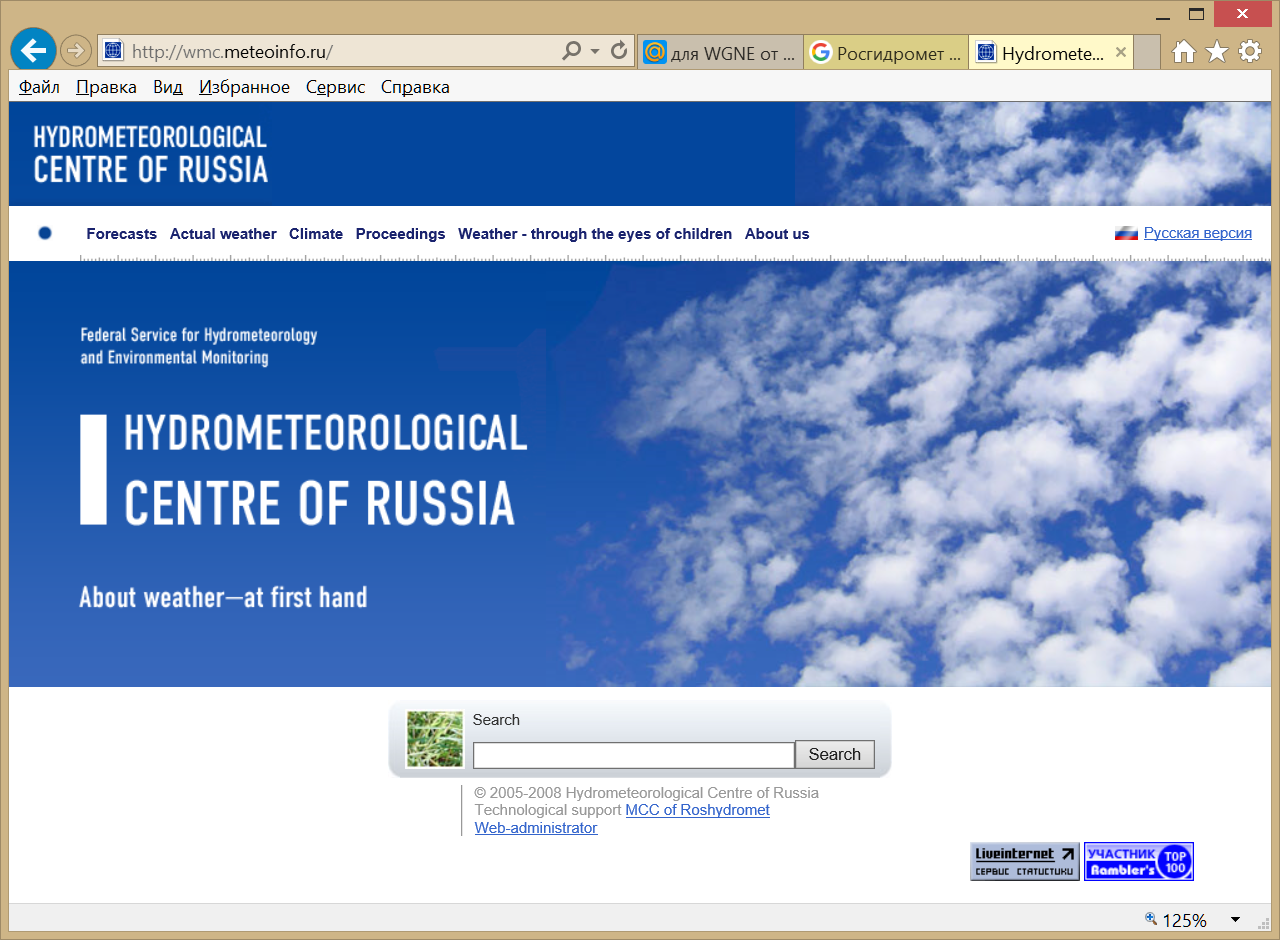 http://wmc.meteoinfo.ru/
для WGNE от ...
Росгидромет ...
Hydromete...
Файл Правка Вид Избранное Сервис Справка
HYDROMETEOROLOGICAL
CENTRE OF RUSSIA
Forecasts Actual weather Climate Proceedings Weather - through the eyes of children About us
Русская версия
Federal Service for Hydrometeorology
and Environmental Monitoring
HYDROMETEOROLOGICAL
CENTRE OF RUSSIA
About weather—at first hand
Search
Search
© 2005-2008 Hydrometeorological Centre of Russia
Technological support MCC of Roshydromet
Web-administrator
Liveinternet
СЕРВИС СТАТИСТИКИ
УЧАСТНИК
Rambler's
TOP
100
125%